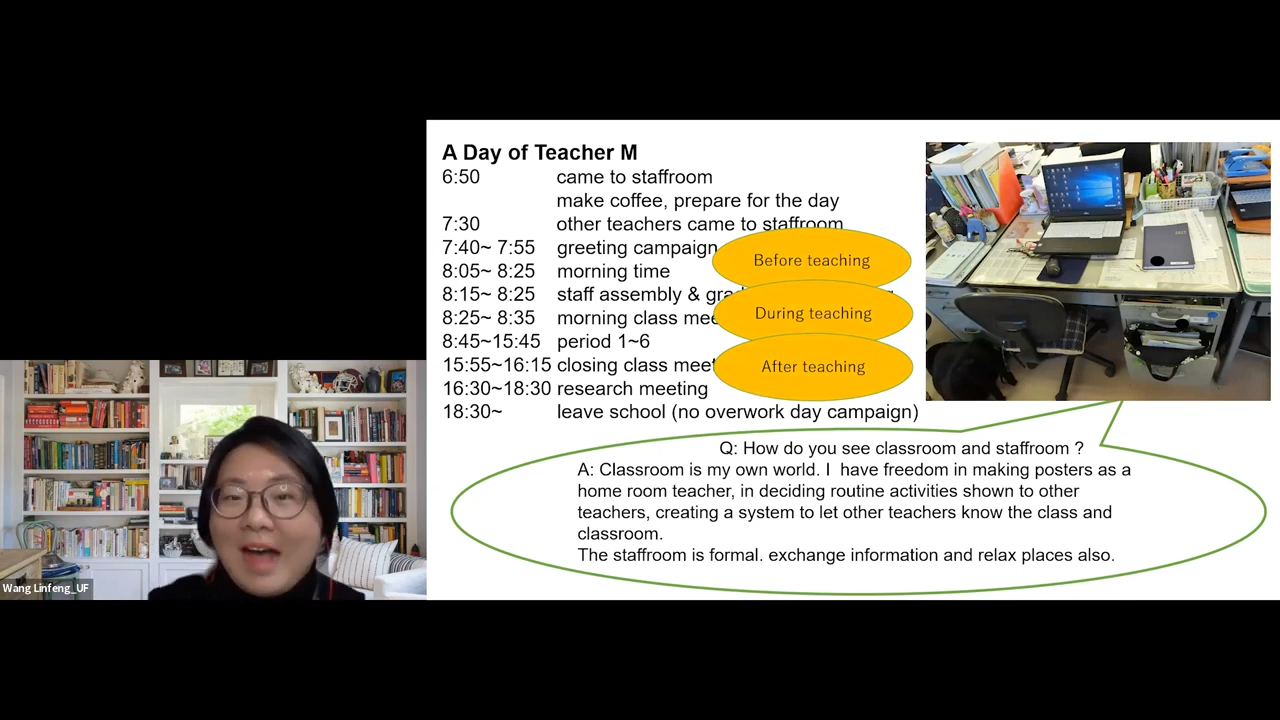 A Day of Teacher M
6:50 came to staffroom
make coffee, prepare for the day
7:30 other teachers came to staffroom
7:40~ 7:55 greeting campaign
8:05~ 8:25 morning time
8:15~ 8:25 staff assembly &
8:25~ 8:35 morning class
8:45~15:45 period 1~6
15:55~16:15 closing class
16:30~18:30 research meeting
18:30~ leave school (no overwork day campaign)
Before teaching
During teaching
After teaching
Q: How do you see classroom and staffroom ?
A: Classroom is my own world. I have freedom in making posters as a
home room teacher, in deciding routine activities shown to other
teachers, creating a system to let other teachers know the class and
classroom.
The staffroom is formal. exchange information and relax places also.
Wang Linfeng_UF